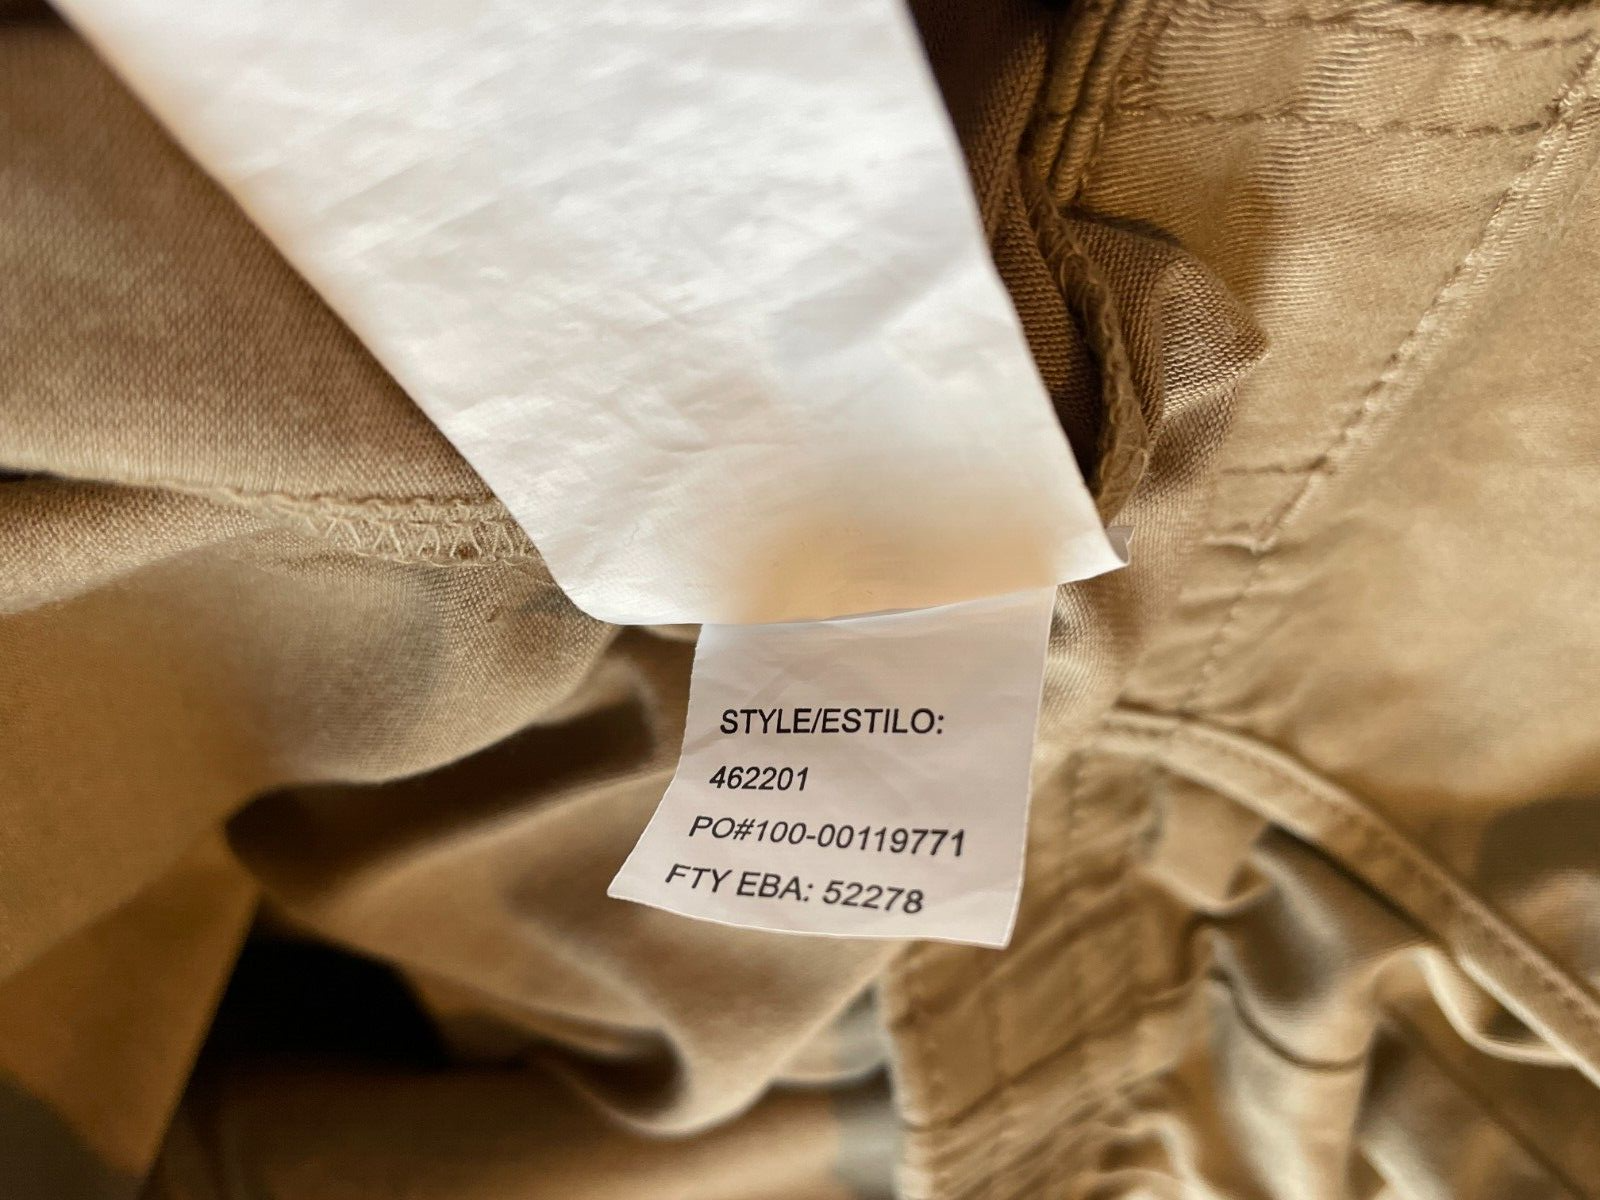 STYLE/ESTILO:
462201
PO#100-00119771
FTY EBA: 52278